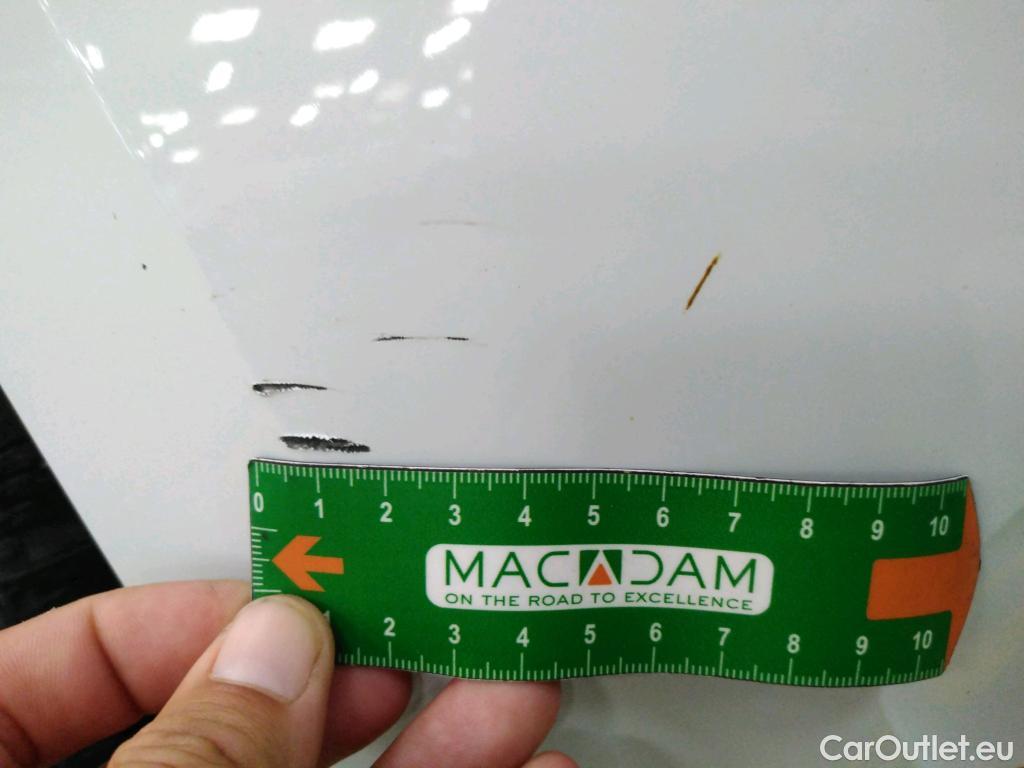 0 1 2 3 4 5 6 7 8 9 10
MACADAM
ON THE ROAD TO EXCELLENCE
2 3 4 5 6 7 8 9 10
CarOutlet.eu